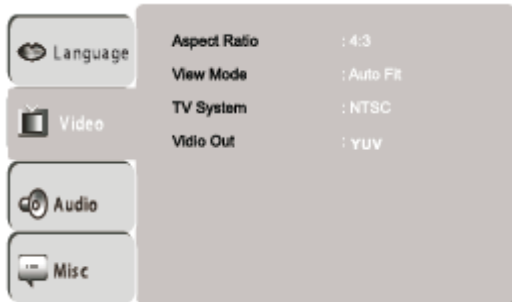 Language
Video
Audio
Misc
Aspect Ratio : 4:3
View Mode : Auto Fit
TV System : NTSC
Vidio Out : YUV